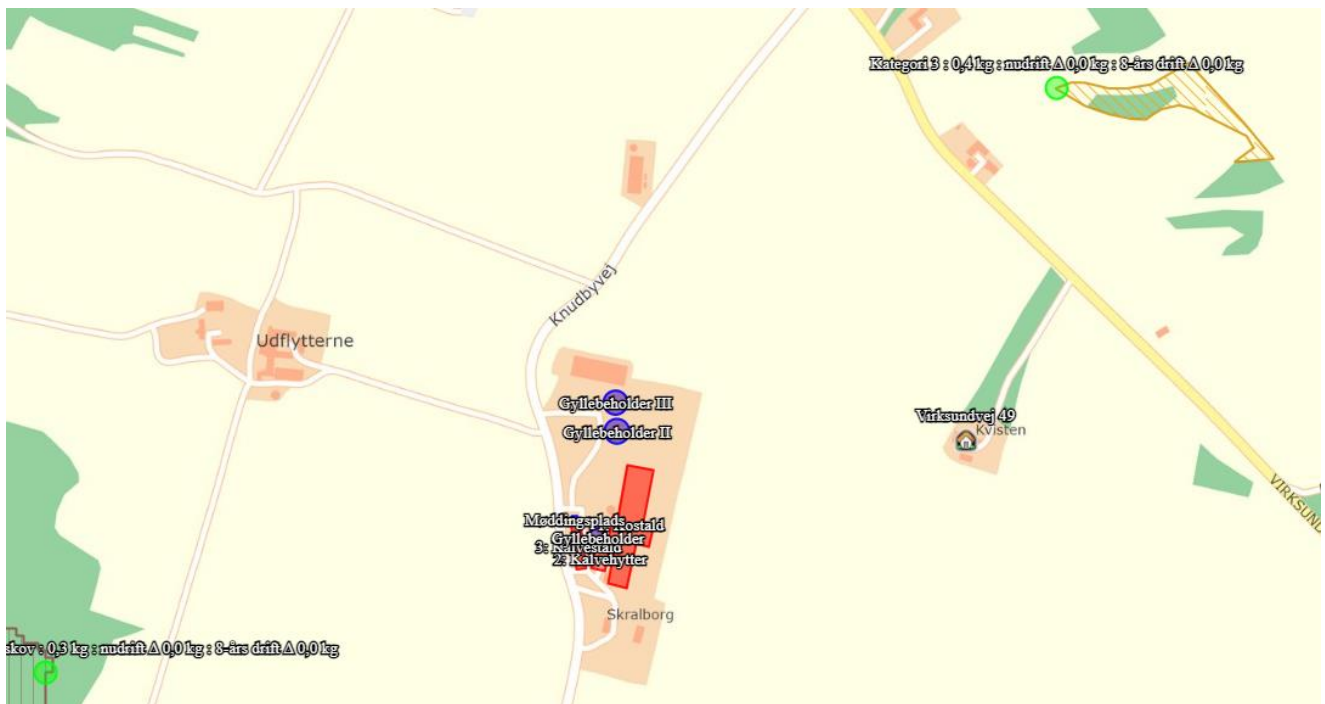 Kategori 3 : 0,4 kg : nudrift Δ 0,0 kg : 8-års drift Δ 0,0 kg
Knudbyvej
Udflytterne
Gyllebeholder III
Virksundvej 49
Kvisten
Gyllebeholder II
VIRKSUND
Møddingsplads
Kostald
Gyllebeholder
3: Kalvestald
2: Kalvehytter
Skralborg
skov : 0,3 kg : nudrift Δ 0,0 kg : 8-års drift Δ 0,0 kg